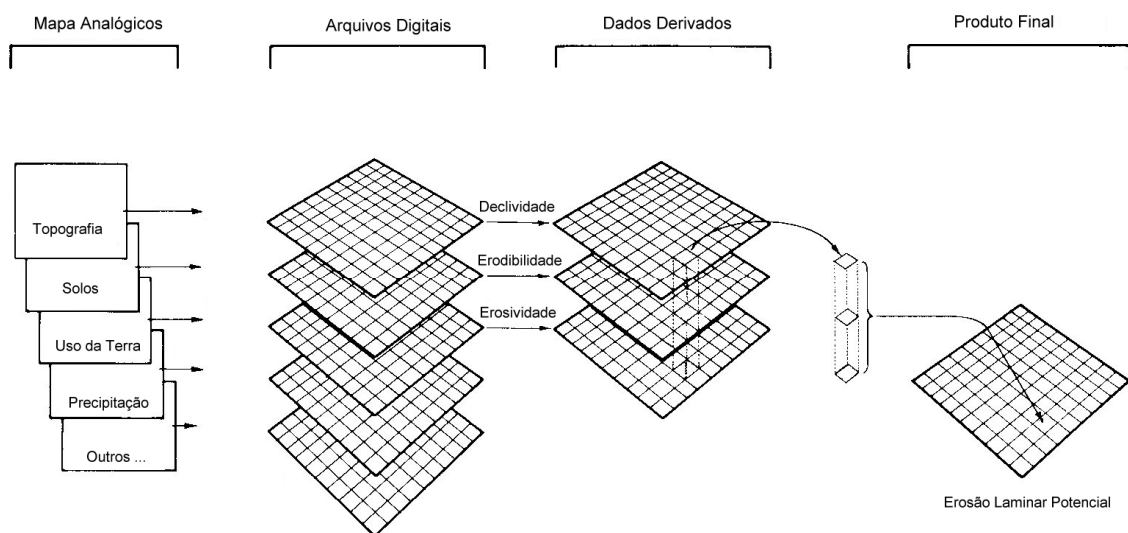 Mapa Analógicos
Arquivos Digitais
Dados Derivados
Produto Final
Topografia
Solos
Uso da Terra
Precipitação
Outros ...
Declividade
Erodibilidade
Erosividade
Erosão Laminar Potencial